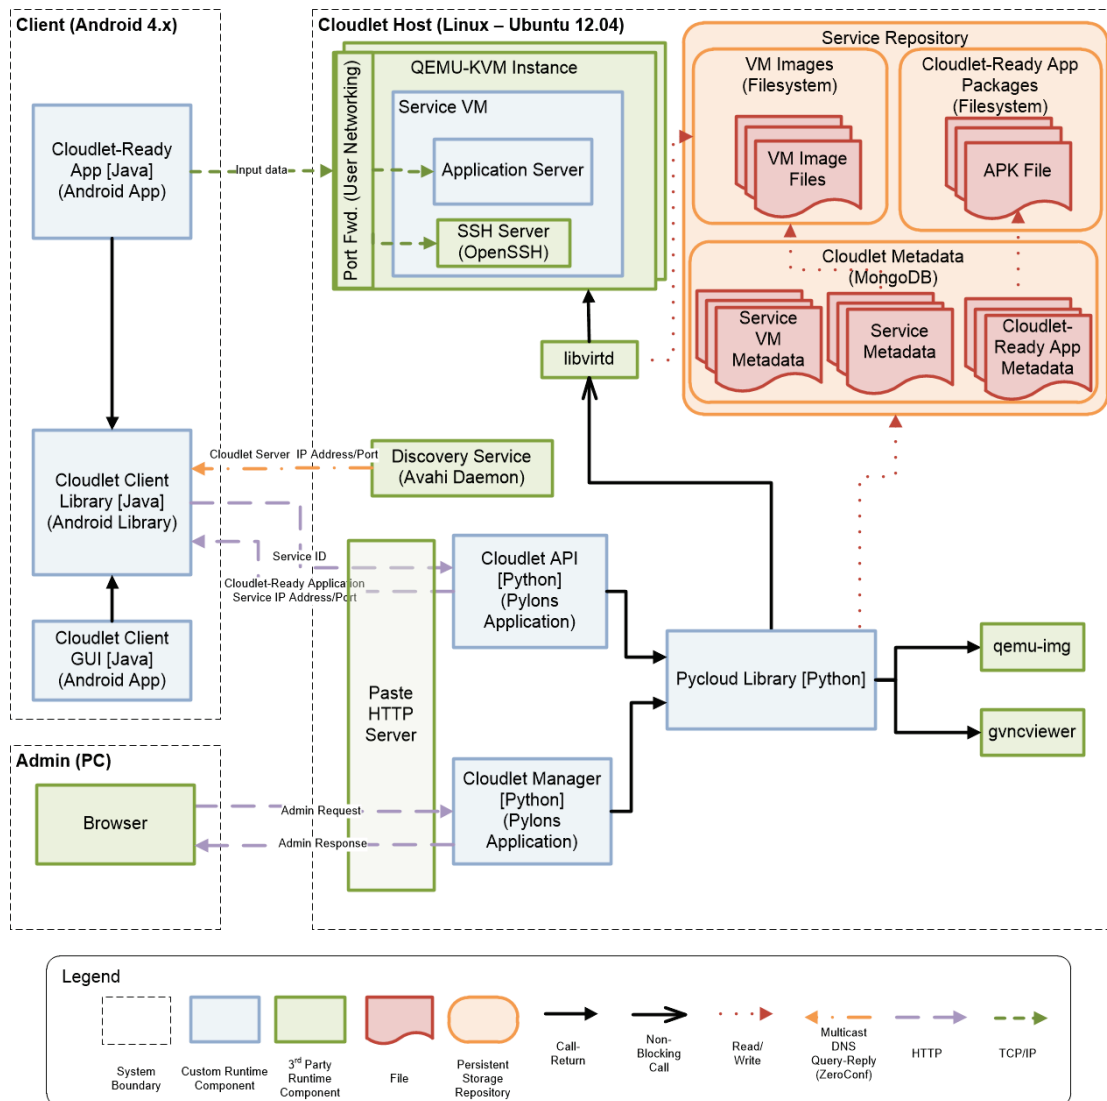 Client (Android 4.x)
Cloudlet-Ready
App [Java]
(Android App)
Cloudlet Client
Library [Java]
(Android Library)
Cloudlet Client
GUI [Java]
(Android App)
Admin (PC)
Browser
Input data
Cloudlet Server IP Address/Port
Service ID
Cloudlet-Ready Application
Service IP Address/Port
Admin Request
Admin Response
Cloudlet Host (Linux – Ubuntu 12.04)
Port Fwd. (User Networking)
QEMU-KVM Instance
Service VM
Application Server
SSH Server
(OpenSSH)
libvirtd
Discovery Service
(Avahi Daemon)
Paste
HTTP
Server
Cloudlet API
[Python]
(Pylons
Application)
Cloudlet Manager
[Python]
(Pylons
Application)
Pycloud Library [Python]
qemu-img
gvncviewer
Service Repository
VM Images
(Filesystem)
VM Image
Files
Cloudlet-Ready App
Packages
(Filesystem)
APK File
Cloudlet Metadata
(MongoDB)
Service
VM
Metadata
Service
Metadata
Cloudlet-
Ready App
Metadata
Legend
System
Boundary
Custom Runtime
Component
3rd Party
Runtime
Component
File
Persistent
Storage
Repository
Call-
Return
Non-
Blocking
Call
Read/
Write
Multicast
DNS
Query-Reply
(ZeroConf)
HTTP
TCP/IP